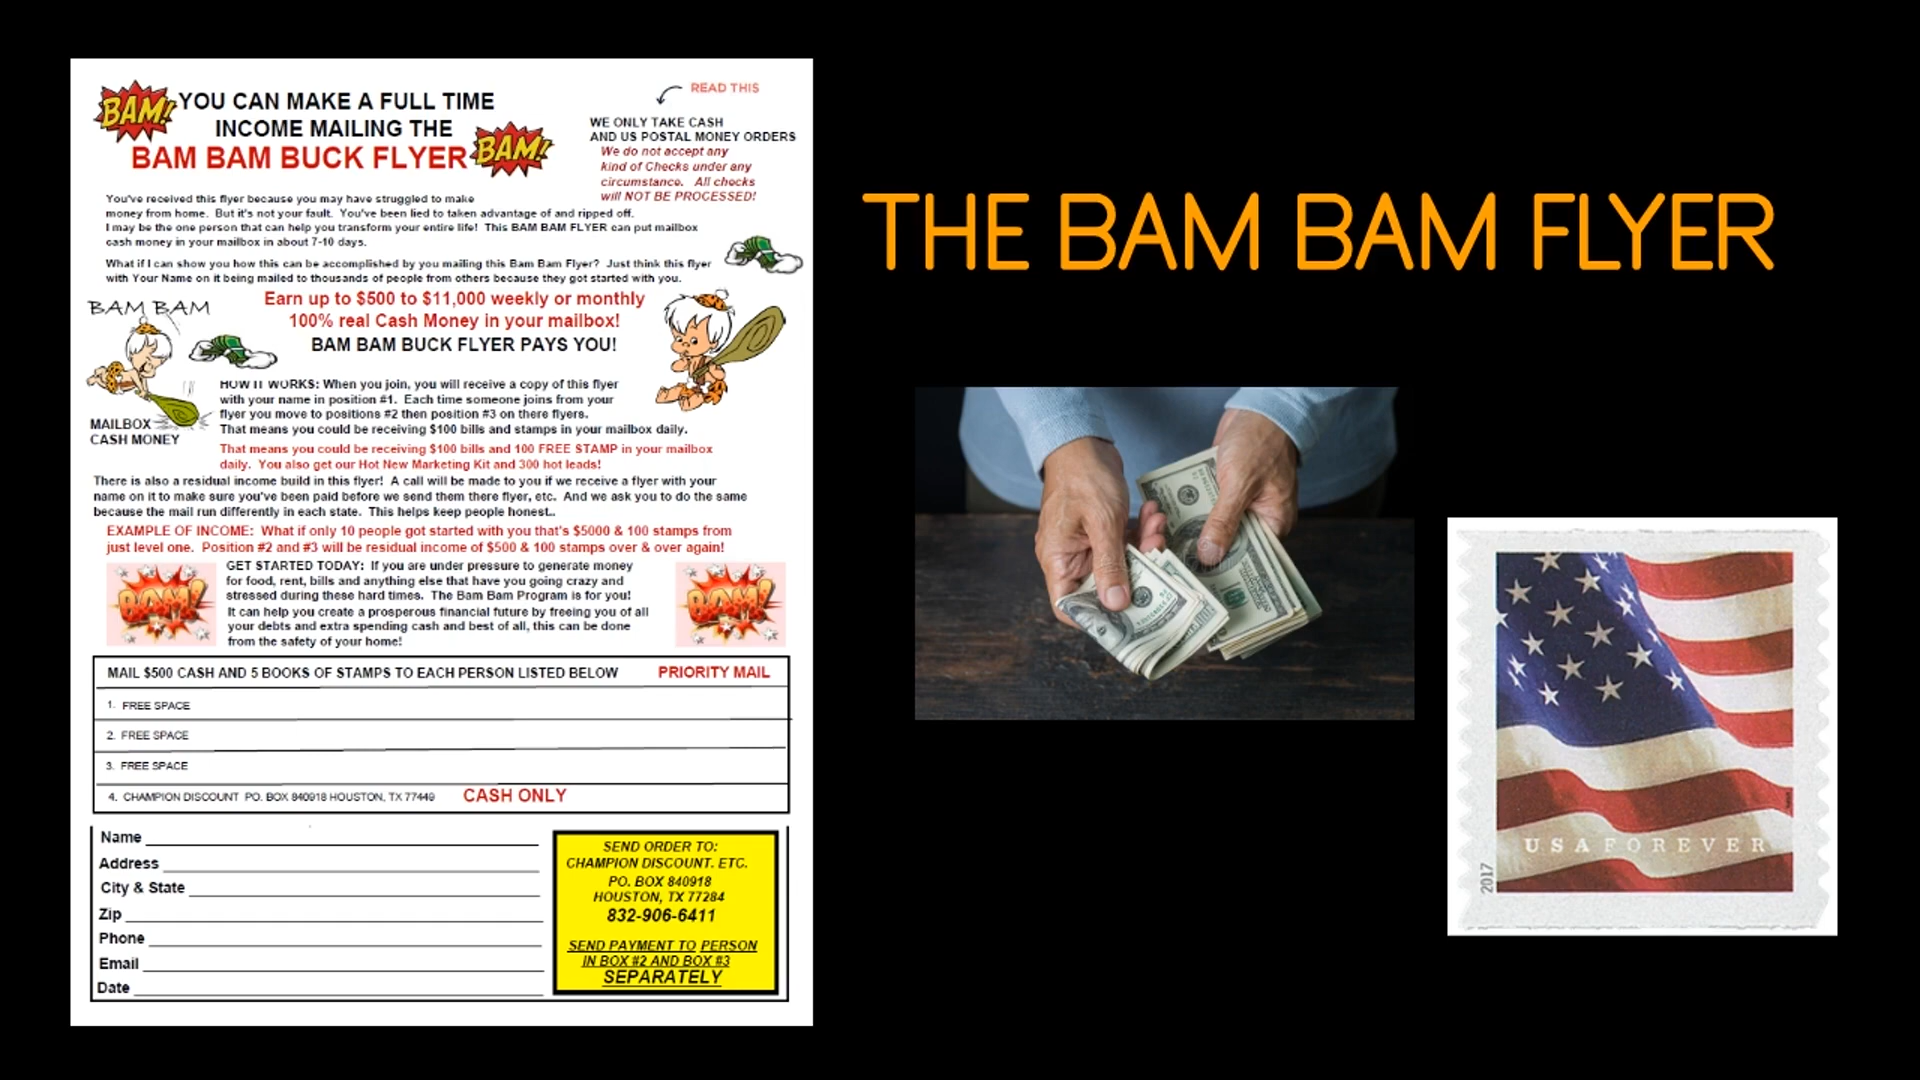 BAM!
YOU CAN MAKE A FULL TIME
INCOME MAILING THE
BAM BAM BUCK FLYER
BAM!
READ THIS
WE ONLY TAKE CASH
AND US POSTAL MONEY ORDERS
We do not accept any
kind of Checks under any
circumstance. All checks
will NOT BE PROCESSED!
You've received this flyer because you may have struggled to make
money from home. But it's not your fault. You've been lied to taken advantage of and ripped off.
I may be the one person that can help you transform your entire life! This BAM BAM FLYER can put mailbox
cash money in your mailbox in about 7-10 days.
What if I can show you how this can be accomplished by you mailing this Bam Bam Flyer? Just think this flyer
with Your Name on it being mailed to thousands of people from others because they got started with you.
BAM BAM
Earn up to $500 to $11,000 weekly or monthly
100% real Cash Money in your mailbox!
BAM BAM BUCK FLYER PAYS YOU!
MAILBOX
CASH MONEY
HOW IT WORKS: When you join, you will receive a copy of this flyer
with your name in position #1. Each time someone joins from your
flyer you move to positions #2 then position #3 on there flyers.
That means you could be receiving $100 bills and stamps in your mailbox daily.
That means you could be receiving $100 bills and 100 FREE STAMP in your mailbox
daily. You also get our Hot New Marketing Kit and 300 hot leads!
There is also a residual income build in this flyer! A call will be made to you if we receive a flyer with your
name on it to make sure you've been paid before we send them there flyer, etc. And we ask you to do the same
because the mail run differently in each state. This helps keep people honest..
EXAMPLE OF INCOME: What if only 10 people got started with you that's $5000 & 100 stamps from
just level one. Position #2 and #3 will be residual income of $500 & 100 stamps over & over again!
BAM!
GET STARTED TODAY: If you are under pressure to generate money
for food, rent, bills and anything else that have you going crazy and
stressed during these hard times. The Bam Bam Program is for you!
It can help you create a prosperous financial future by freeing you of all
your debts and extra spending cash and best of all, this can be done
from the safety of your home!
BAM!
MAIL $500 CASH AND 5 BOOKS OF STAMPS TO EACH PERSON LISTED BELOW PRIORITY MAIL
1. FREE SPACE
2. FREE SPACE
3. FREE SPACE
4. CHAMPION DISCOUNT PO. BOX 840918 HOUSTON, TX 77449 CASH ONLY
Name
Address
City & State
Zip
Phone
Email
Date
SEND ORDER TO:
CHAMPION DISCOUNT. ETC.
PO. BOX 840918
HOUSTON, TX 77284
832-906-6411
SEND PAYMENT TO PERSON
IN BOX #2 AND BOX #3
SEPARATELY
THE BAM BAM FLYER
USA FOREVER
2017